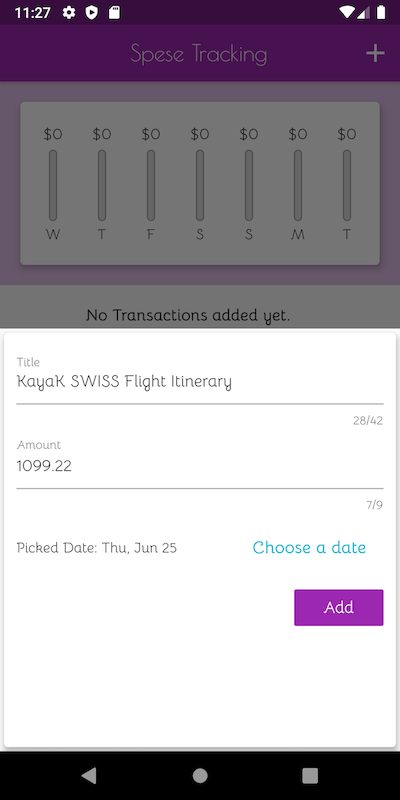 11:27
Spese Tracking +
$0 $0 $0 $0 $0 $0 $0
W T F S S M T
No Transactions added yet.
Title
KayaK SWISS Flight Itinerary
28/42
Amount
1099.22
7/9
Picked Date: Thu, Jun 25 Choose a date
Add